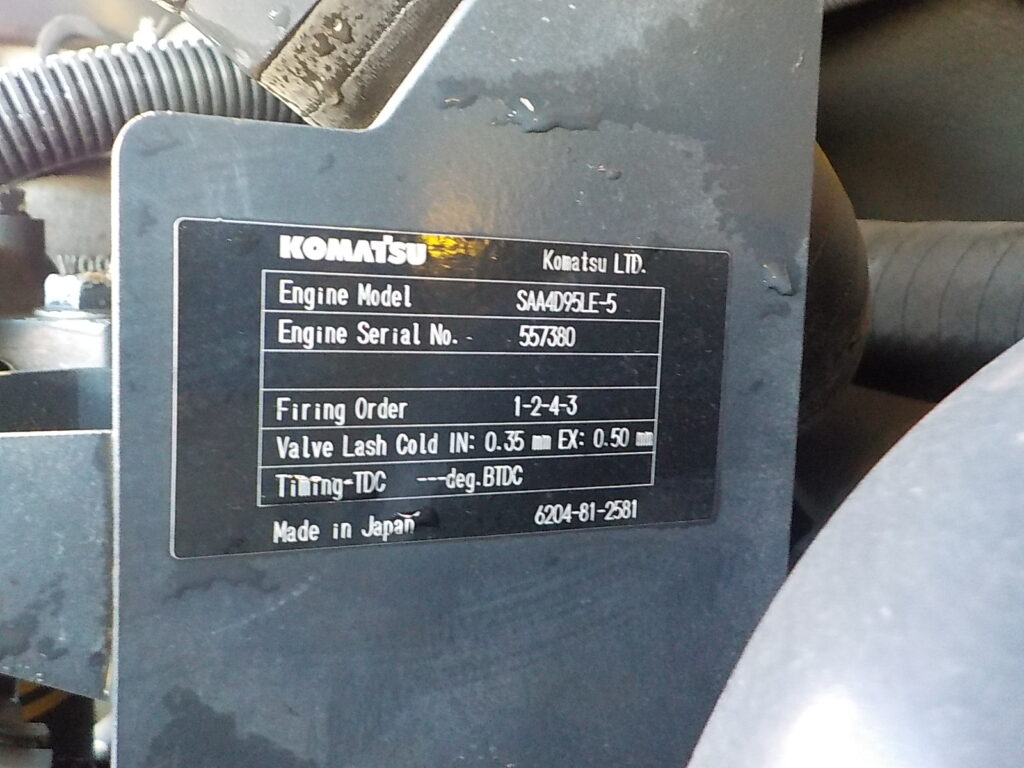 KOMATSU Komatsu LTD.
Engine Model SAA4D95LE-5
Engine Serial No. 557380
Firing Order 1-2-4-3
Valve Lash Cold IN: 0.35 mm EX: 0.50 mm
Timing-TDC ---deg.BTDC
Made in Japan 6204-81-2581